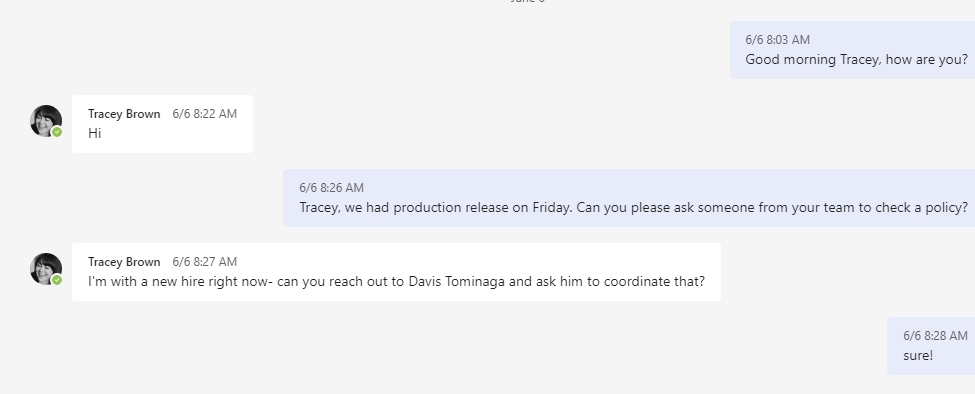 June 6
6/6 8:03 AM
Good morning Tracey, how are you?
Tracey Brown 6/6 8:22 AM
Hi
6/6 8:26 AM
Tracey, we had production release on Friday. Can you please ask someone from your team to check a policy?
Tracey Brown 6/6 8:27 AM
I'm with a new hire right now- can you reach out to Davis Tominaga and ask him to coordinate that?
6/6 8:28 AM
sure!